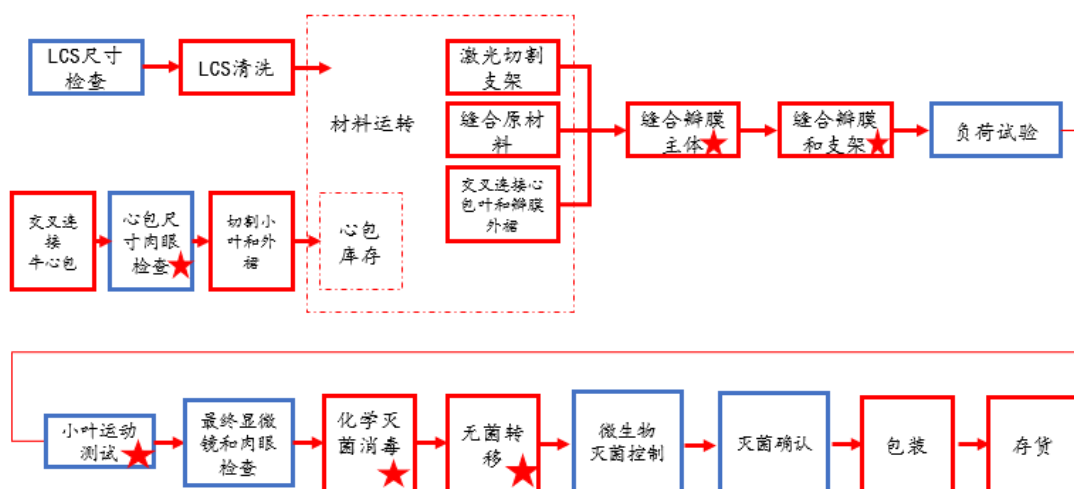 LCS尺寸
检查
LCS清洗
材料运转
激光切割
支架
缝合原材
料
交叉连接心
包叶和瓣膜
外裙
缝合瓣膜
主体
缝合瓣膜
和支架
负荷试验
交叉连
接
牛心包
心包尺
寸肉眼
检查
切割小
叶和外
裙
心包
库存
小叶运动
测试
最终显微
镜和肉眼
检查
化学灭
菌消毒
无菌转
移
微生物
灭菌控制
灭菌确认
包装
存货